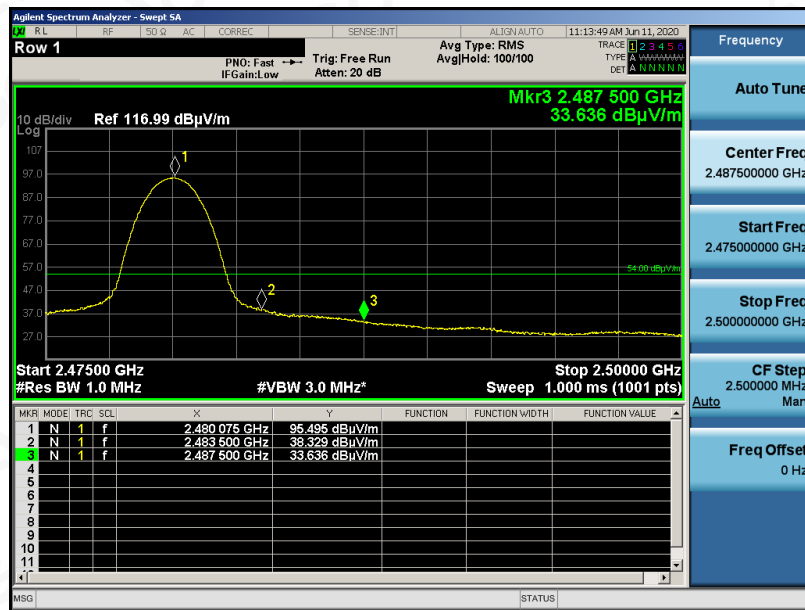 Agilent Spectrum Analyzer - Swept SA
LXI RL RF 50 Ω AC CORREC SENSE:INT ALIGN AUTO 11:13:49 AM Jun 11, 2020
Row 1
PNO: Fast
IFGain:Low
Trig: Free Run
Atten: 20 dB
Avg Type: RMS
Avg|Hold: 100/100
TRACE 1 2 3 4 5 6
TYPE A WWWWW
DET A N N N N N
Mkr3 2.487 500 GHz
33.636 dBµV/m
10 dB/div Ref 116.99 dBµV/m
Log
107
97.0
87.0
77.0
67.0
57.0
47.0
37.0
27.0
1
2
3
54.00 dBµV/m
Start 2.47500 GHz Stop 2.50000 GHz
#Res BW 1.0 MHz #VBW 3.0 MHz* Sweep 1.000 ms (1001 pts)
MKR MODE TRC SCL X Y FUNCTION FUNCTION WIDTH FUNCTION VALUE
1 N 1 f 2.480 075 GHz 95.495 dBµV/m
2 N 1 f 2.483 500 GHz 38.329 dBµV/m
3 N 1 f 2.487 500 GHz 33.636 dBµV/m
4
5
6
7
8
9
10
11
MSG STATUS
Frequency
Auto Tune
Center Freq
2.487500000 GHz
Start Freq
2.475000000 GHz
Stop Freq
2.500000000 GHz
CF Step
2.500000 MHz
Auto Man
Freq Offset
0 Hz